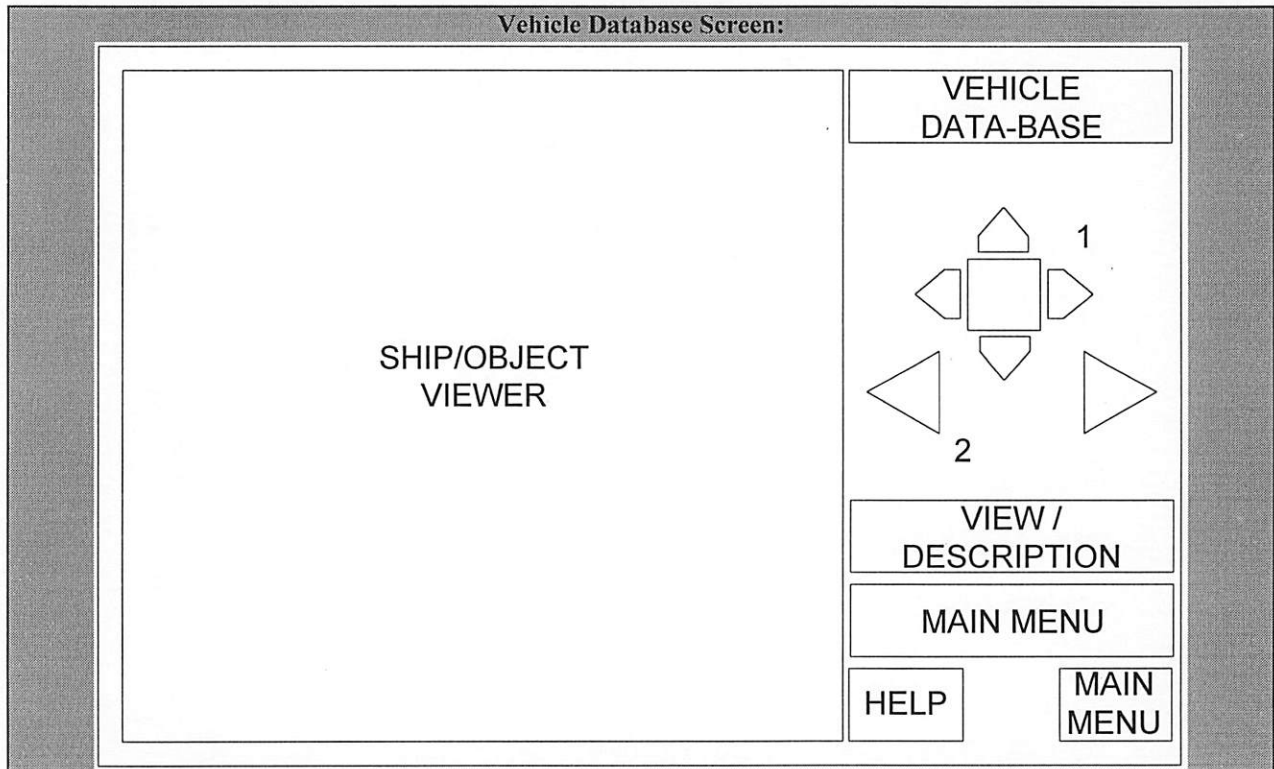 Vehicle Database Screen:
VEHICLE
DATA-BASE
1
SHIP/OBJECT
VIEWER
2
VIEW /
DESCRIPTION
MAIN MENU
HELP
MAIN
MENU